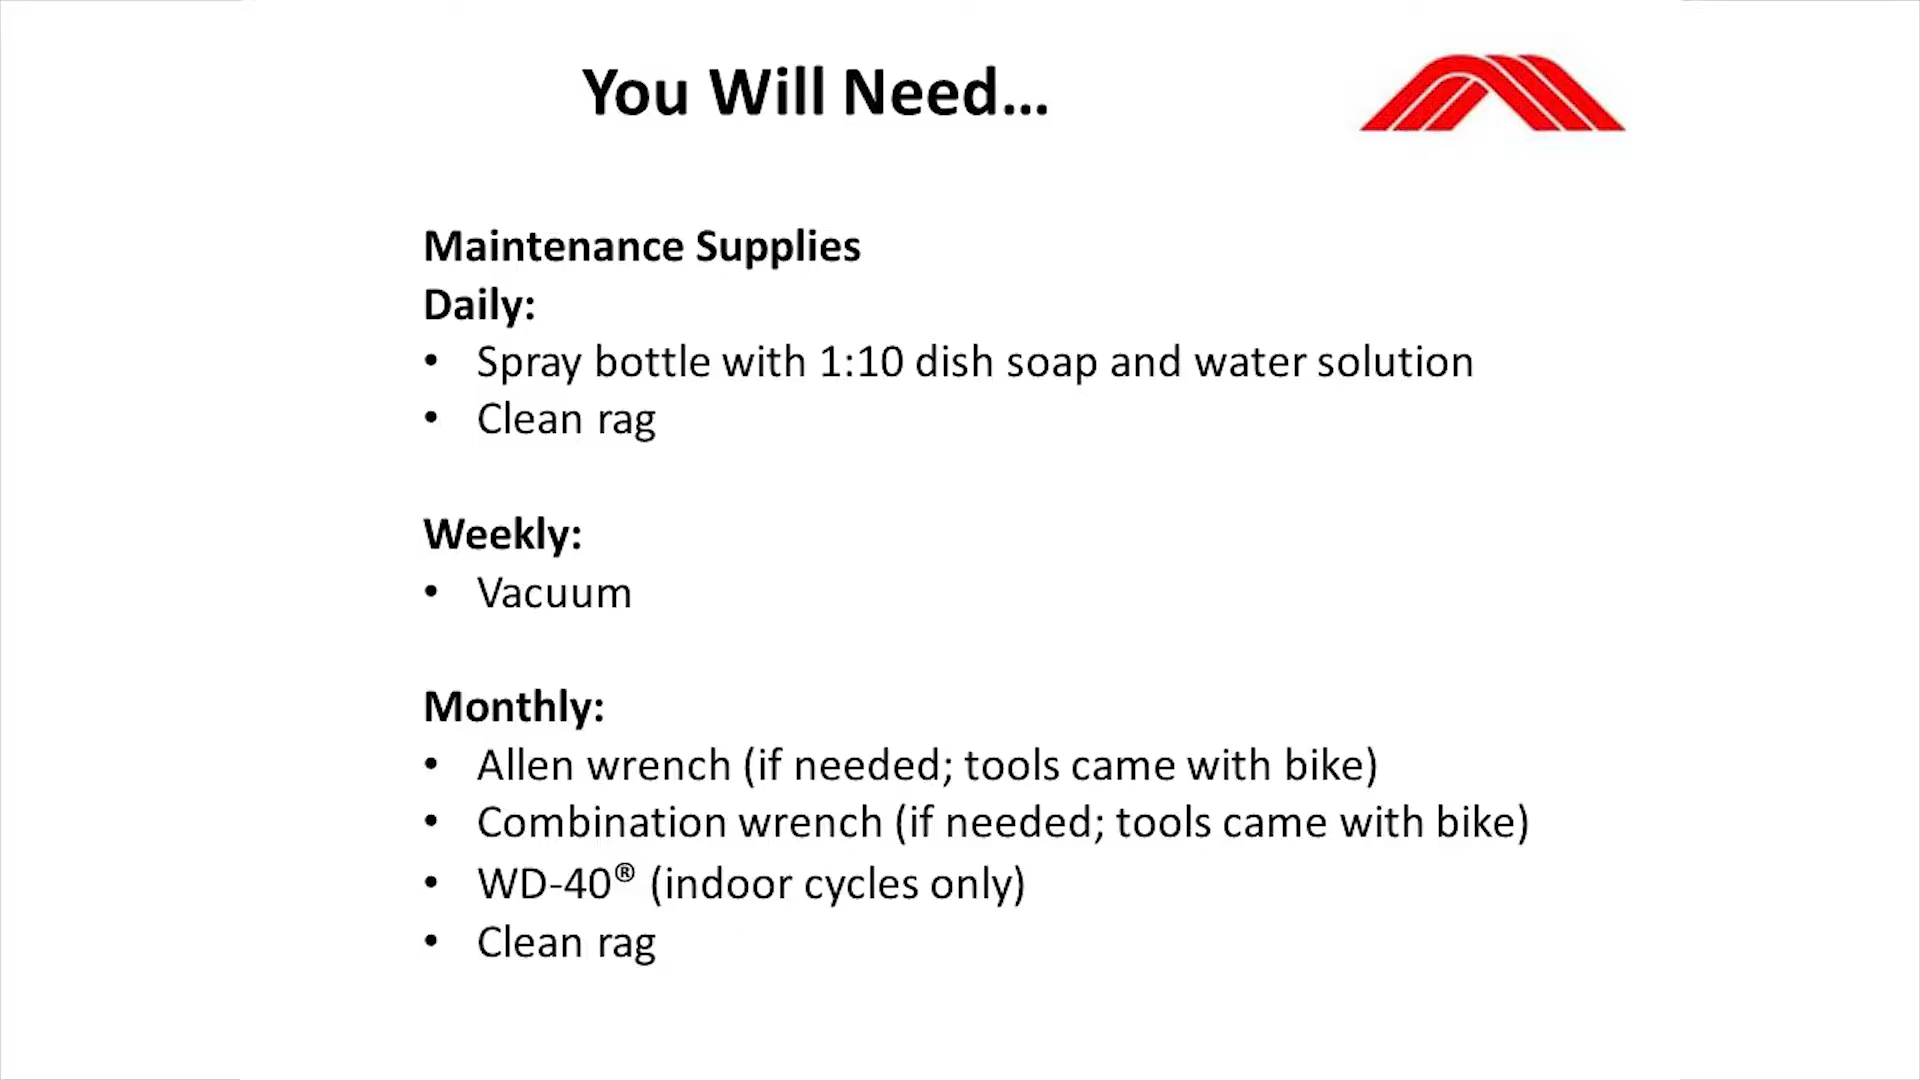 You Will Need...
Maintenance Supplies
Daily:
• Spray bottle with 1:10 dish soap and water solution
• Clean rag
Weekly:
• Vacuum
Monthly:
• Allen wrench (if needed; tools came with bike)
• Combination wrench (if needed; tools came with bike)
• WD-40® (indoor cycles only)
• Clean rag